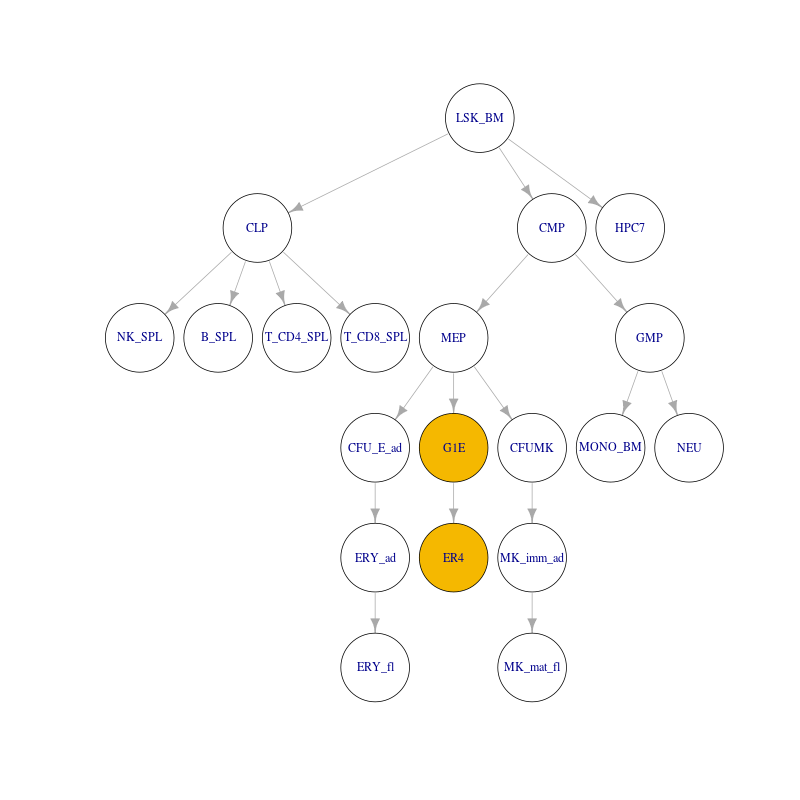 LSK_BM
CLP
CMP
HPC7
NK_SPL
B_SPL
T_CD4_SPL
T_CD8_SPL
MEP
GMP
CFU_E_ad
G1E
CFUMK
MONO_BM
NEU
ERY_ad
ER4
MK_imm_ad
ERY_fl
MK_mat_fl